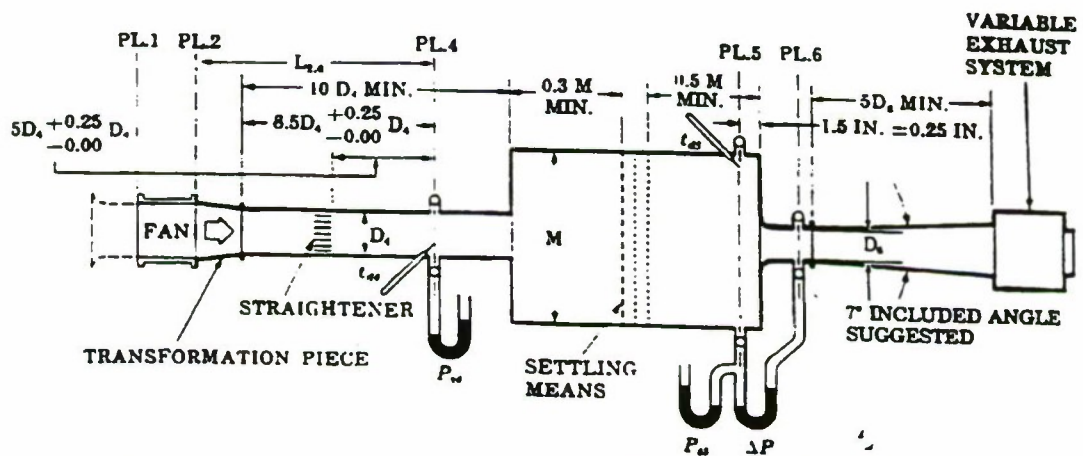 VARIABLE
EXHAUST
SYSTEM
PL.1
PL.2
PL.4
PL.5
PL.6
10 D₄ MIN.
0.3 M
MIN.
0.5 M
MIN.
5D₆ MIN.
1.5 IN. ±0.25 IN.
5D₄ +0.25 -0.00 D₄
8.5D₄ +0.25 -0.00 D₄
FAN
D₄
M
D₆
STRAIGHTENER
TRANSFORMATION PIECE
SETTLING
MEANS
7° INCLUDED ANGLE
SUGGESTED
ΔP